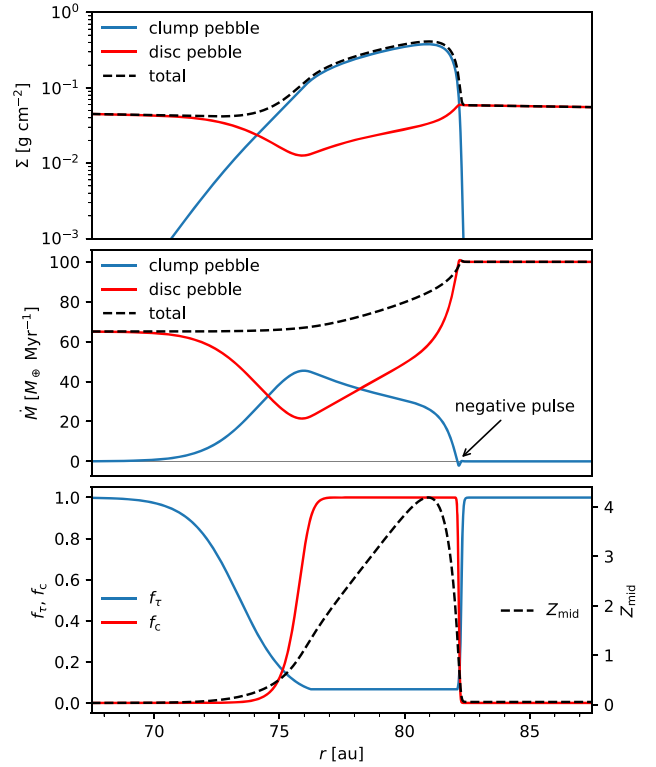 10⁰
10⁻¹
10⁻²
10⁻³
Σ [g cm⁻²]
clump pebble
disc pebble
total
100
80
60
40
20
0
Ṁ [M⊕ Myr⁻¹]
clump pebble
disc pebble
total
negative pulse
1.0
0.8
0.6
0.4
0.2
0.0
f_τ, f_c
f_τ
f_c
Z_mid
4
3
2
1
0
Z_mid
70 75 80 85
r [au]